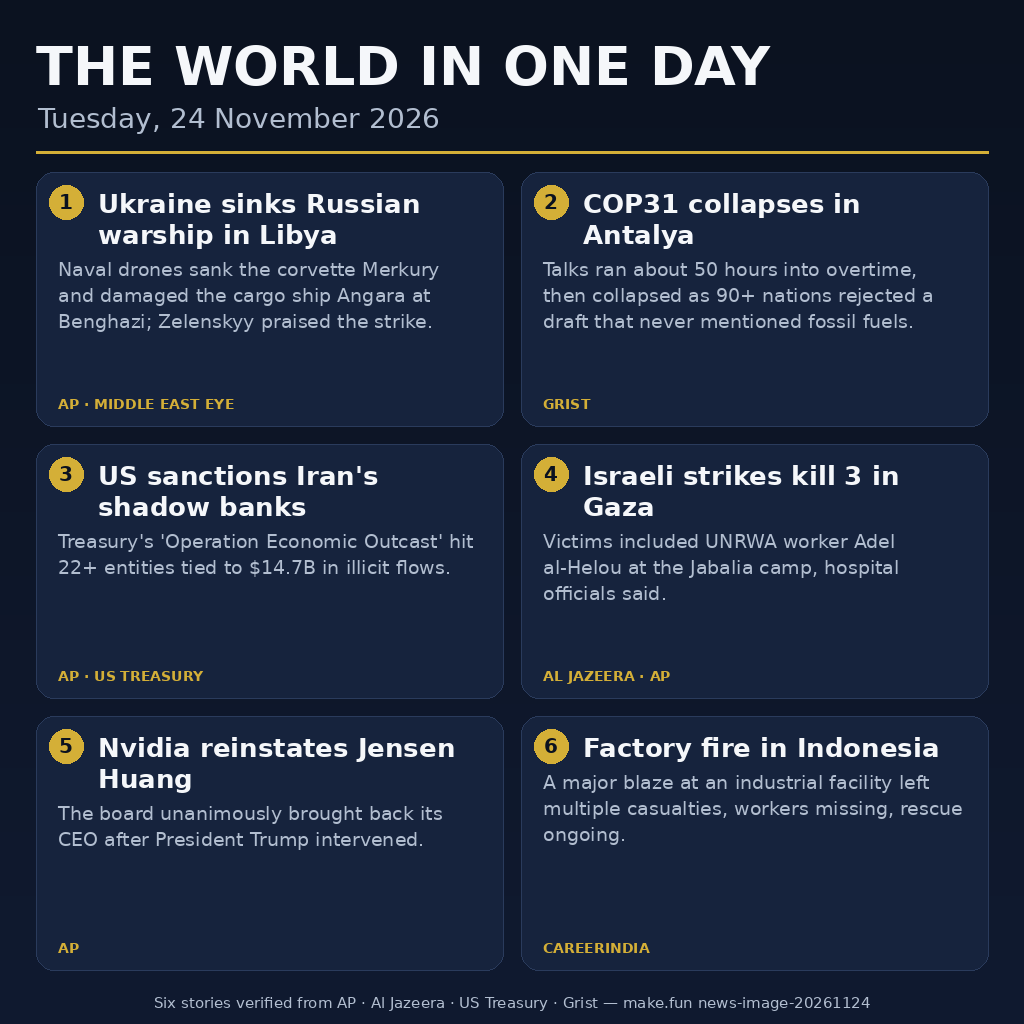 THE WORLD IN ONE DAY
Tuesday, 24 November 2026
1
Ukraine sinks Russian
warship in Libya
Naval drones sank the corvette Merkury
and damaged the cargo ship Angara at
Benghazi; Zelenskyy praised the strike.
AP · MIDDLE EAST EYE
2
COP31 collapses in
Antalya
Talks ran about 50 hours into overtime,
then collapsed as 90+ nations rejected a
draft that never mentioned fossil fuels.
GRIST
3
US sanctions Iran's
shadow banks
Treasury's 'Operation Economic Outcast' hit
22+ entities tied to $14.7B in illicit flows.
AP · US TREASURY
4
Israeli strikes kill 3 in
Gaza
Victims included UNRWA worker Adel
al-Helou at the Jabalia camp, hospital
officials said.
AL JAZEERA · AP
5
Nvidia reinstates Jensen
Huang
The board unanimously brought back its
CEO after President Trump intervened.
AP
6
Factory fire in Indonesia
A major blaze at an industrial facility left
multiple casualties, workers missing, rescue
ongoing.
CAREERINDIA
Six stories verified from AP · Al Jazeera · US Treasury · Grist — make.fun news-image-20261124